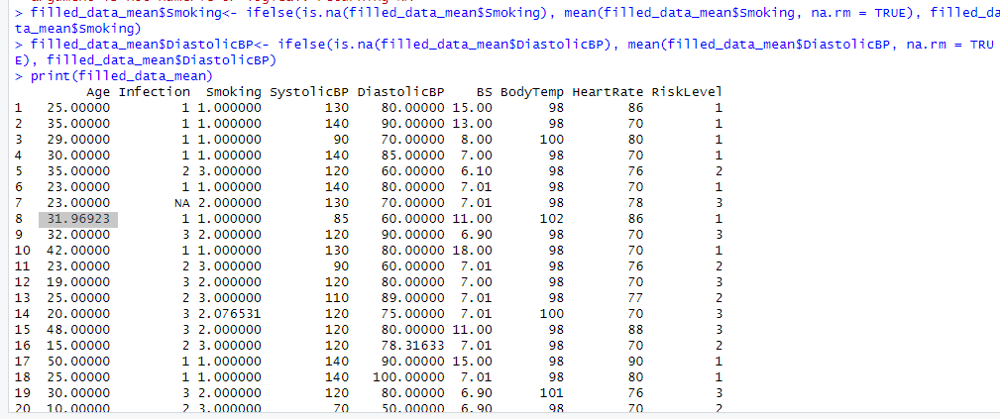 > filled_data_mean$Smoking<- ifelse(is.na(filled_data_mean$Smoking), mean(filled_data_mean$Smoking, na.rm = TRUE), filled_da
ta_mean$Smoking)
> filled_data_mean$DiastolicBP<- ifelse(is.na(filled_data_mean$DiastolicBP), mean(filled_data_mean$DiastolicBP, na.rm = TRU
E), filled_data_mean$DiastolicBP)
> print(filled_data_mean)
Age Infection Smoking SystolicBP DiastolicBP BS BodyTemp HeartRate RiskLevel
1 25.00000 1 1.000000 130 80.00000 15.00 98 86 1
2 35.00000 1 1.000000 140 90.00000 13.00 98 70 1
3 29.00000 1 1.000000 90 70.00000 8.00 100 80 1
4 30.00000 1 1.000000 140 85.00000 7.00 98 70 1
5 35.00000 2 3.000000 120 60.00000 6.10 98 76 2
6 23.00000 1 1.000000 140 80.00000 7.01 98 70 1
7 23.00000 NA 2.000000 130 70.00000 7.01 98 78 3
8 31.96923 1 1.000000 85 60.00000 11.00 102 86 1
9 32.00000 3 2.000000 120 90.00000 6.90 98 70 3
10 42.00000 1 1.000000 130 80.00000 18.00 98 70 1
11 23.00000 2 3.000000 90 60.00000 7.01 98 76 2
12 19.00000 3 2.000000 120 80.00000 7.00 98 70 3
13 25.00000 2 3.000000 110 89.00000 7.01 98 77 2
14 20.00000 3 2.076531 120 75.00000 7.01 100 70 3
15 48.00000 3 2.000000 120 80.00000 11.00 98 88 3
16 15.00000 2 3.000000 120 78.31633 7.01 98 70 2
17 50.00000 1 1.000000 140 90.00000 15.00 98 90 1
18 25.00000 1 1.000000 140 100.00000 7.01 98 80 1
19 30.00000 3 2.000000 120 80.00000 6.90 101 76 3
20 10.00000 2 3.000000 70 50.00000 6.90 98 70 2